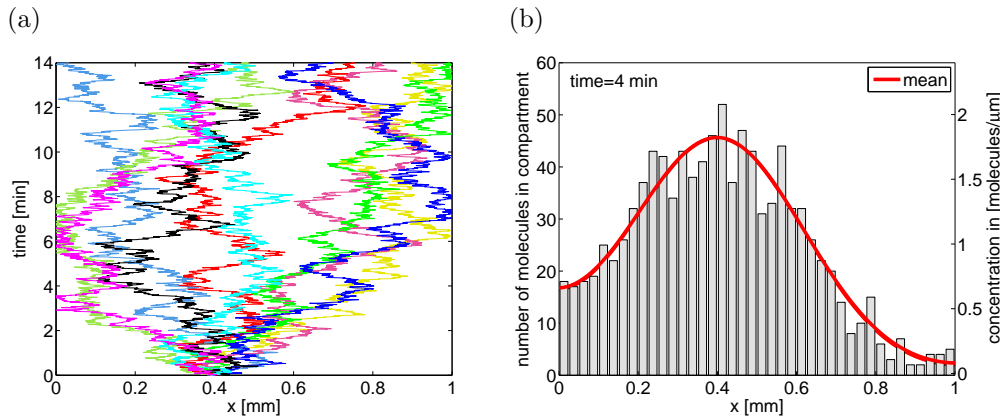 (a)
(b)
time [min]
14
12
10
8
6
4
2
0
0 0.2 0.4 0.6 0.8 1
x [mm]
number of molecules in compartment
60
50
40
30
20
10
0
time=4 min
mean
2
1.5
1
0.5
0
concentration in [molecules/um]
0 0.2 0.4 0.6 0.8 1
x [mm]